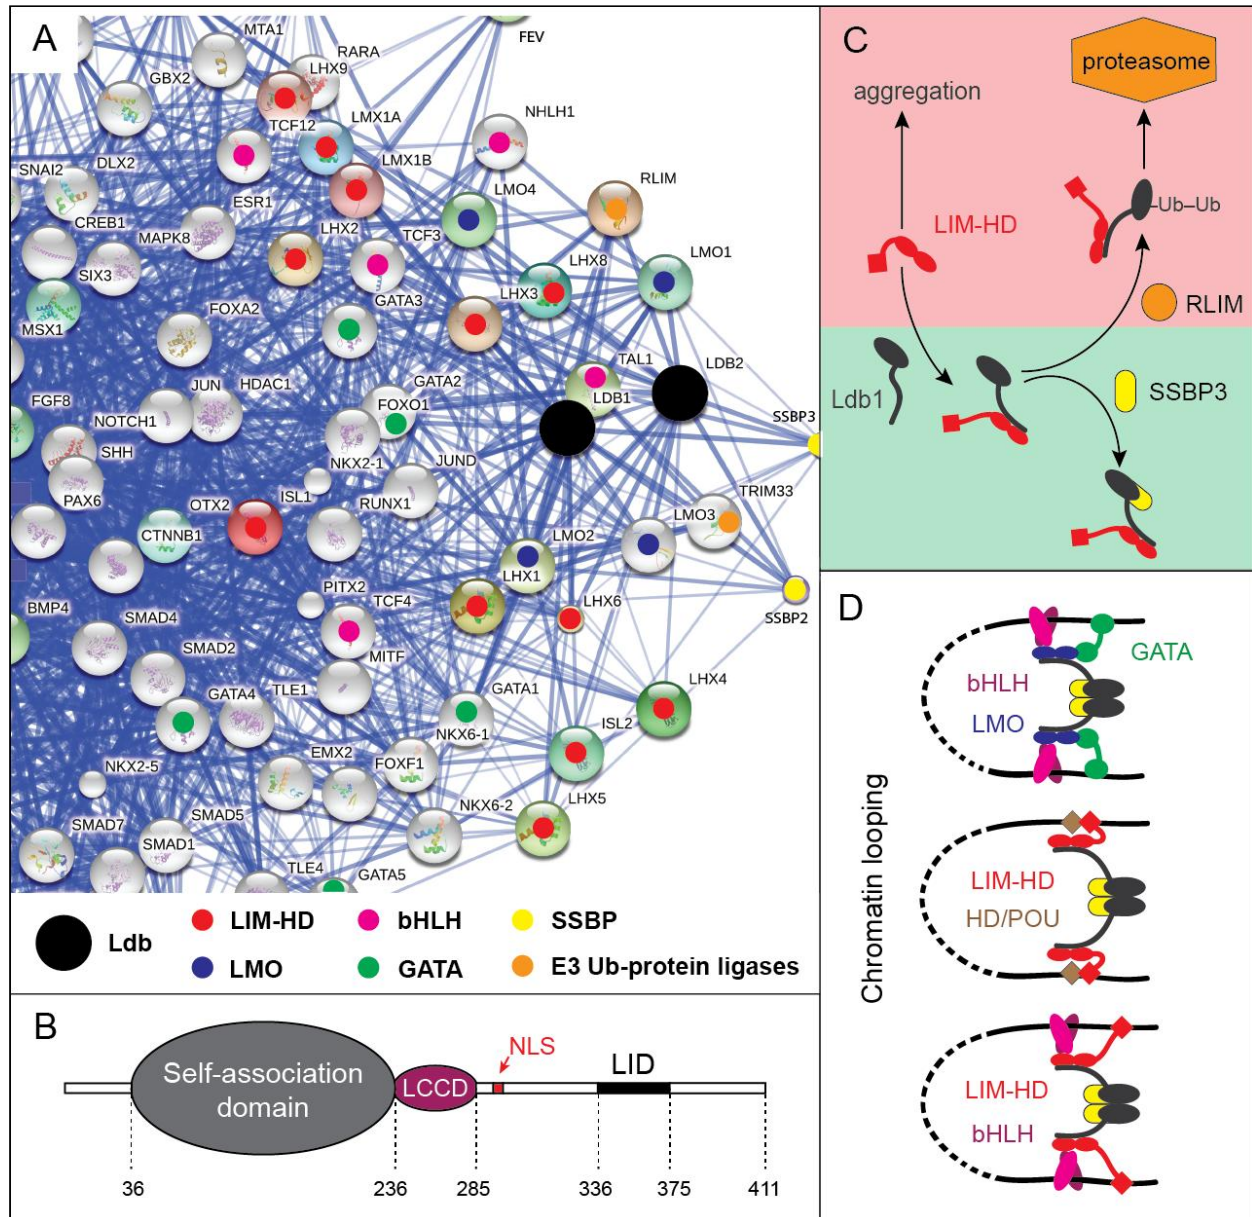 A
MTA1
FEV
RARA
LHX9
GBX2
TCF12
LMX1A
NHLH1
SNAI2
DLX2
LMX1B
RLIM
LMO4
CREB1
ESR1
MAPK8
LHX2
TCF3
LHX8
LMO1
SIX3
GATA3
LHX3
MSX1
FOXA2
TAL1
LDB2
FGF8
JUN
HDAC1
GATA2
LDB1
FOXO1
NOTCH1
SSBP3
SHH
NKX2-1
JUND
PAX6
OTX2
ISL1
RUNX1
TRIM33
LMO3
CTNNB1
LMO2
PITX2
LHX1
BMP4
TCF4
LHX6
SSBP2
SMAD4
SMAD2
MITF
LHX4
GATA4
TLE1
GATA1
ISL2
NKX6-1
EMX2
FOXF1
NKX2-5
NKX6-2
LHX5
SMAD7
SMAD5
SMAD1
TLE4
GATA5
Ldb
LIM-HD
bHLH
SSBP
LMO
GATA
E3 Ub-protein ligases
B
Self-association
domain
LCCD
NLS
LID
36
236
285
336
375
411
C
proteasome
aggregation
LIM-HD
Ub–Ub
RLIM
Ldb1
SSBP3
D
Chromatin looping
GATA
bHLH
LMO
LIM-HD
HD/POU
LIM-HD
bHLH